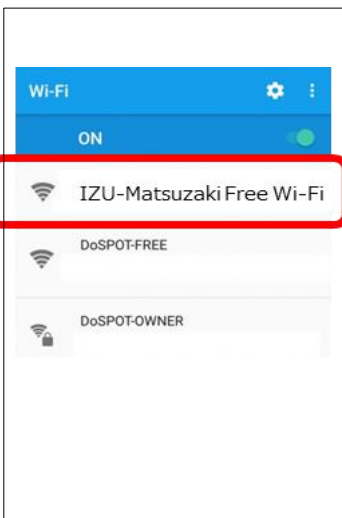 Wi-Fi
ON
IZU-Matsuzaki Free Wi-Fi
DoSPOT-FREE
DoSPOT-OWNER